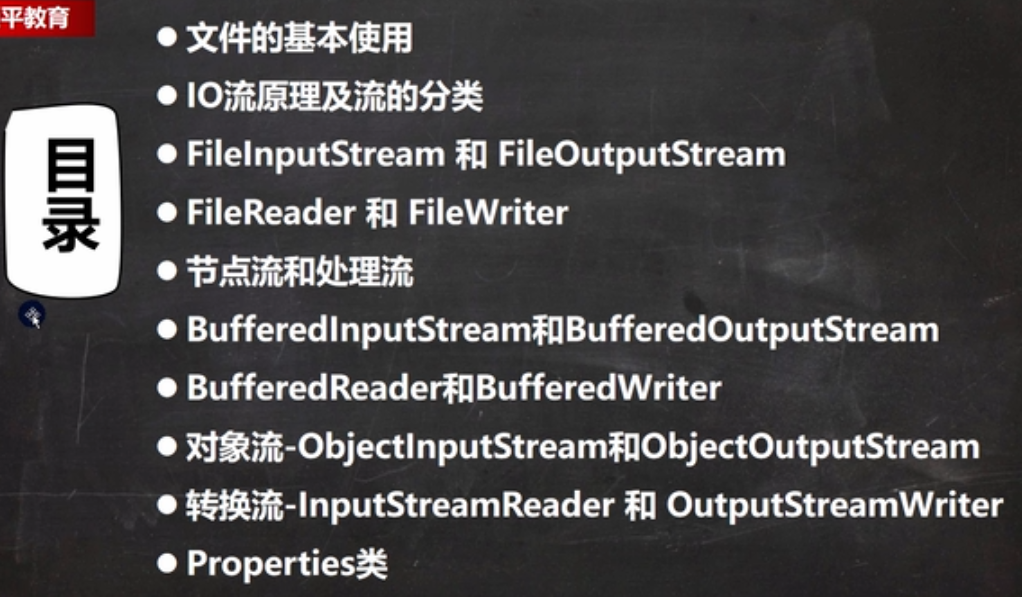 平教育
目录
● 文件的基本使用
● IO流原理及流的分类
● FileInputStream 和 FileOutputStream
● FileReader 和 FileWriter
● 节点流和处理流
● BufferedInputStream和BufferedOutputStream
● BufferedReader和BufferedWriter
● 对象流-ObjectInputStream和ObjectOutputStream
● 转换流-InputStreamReader 和 OutputStreamWriter
● Properties类